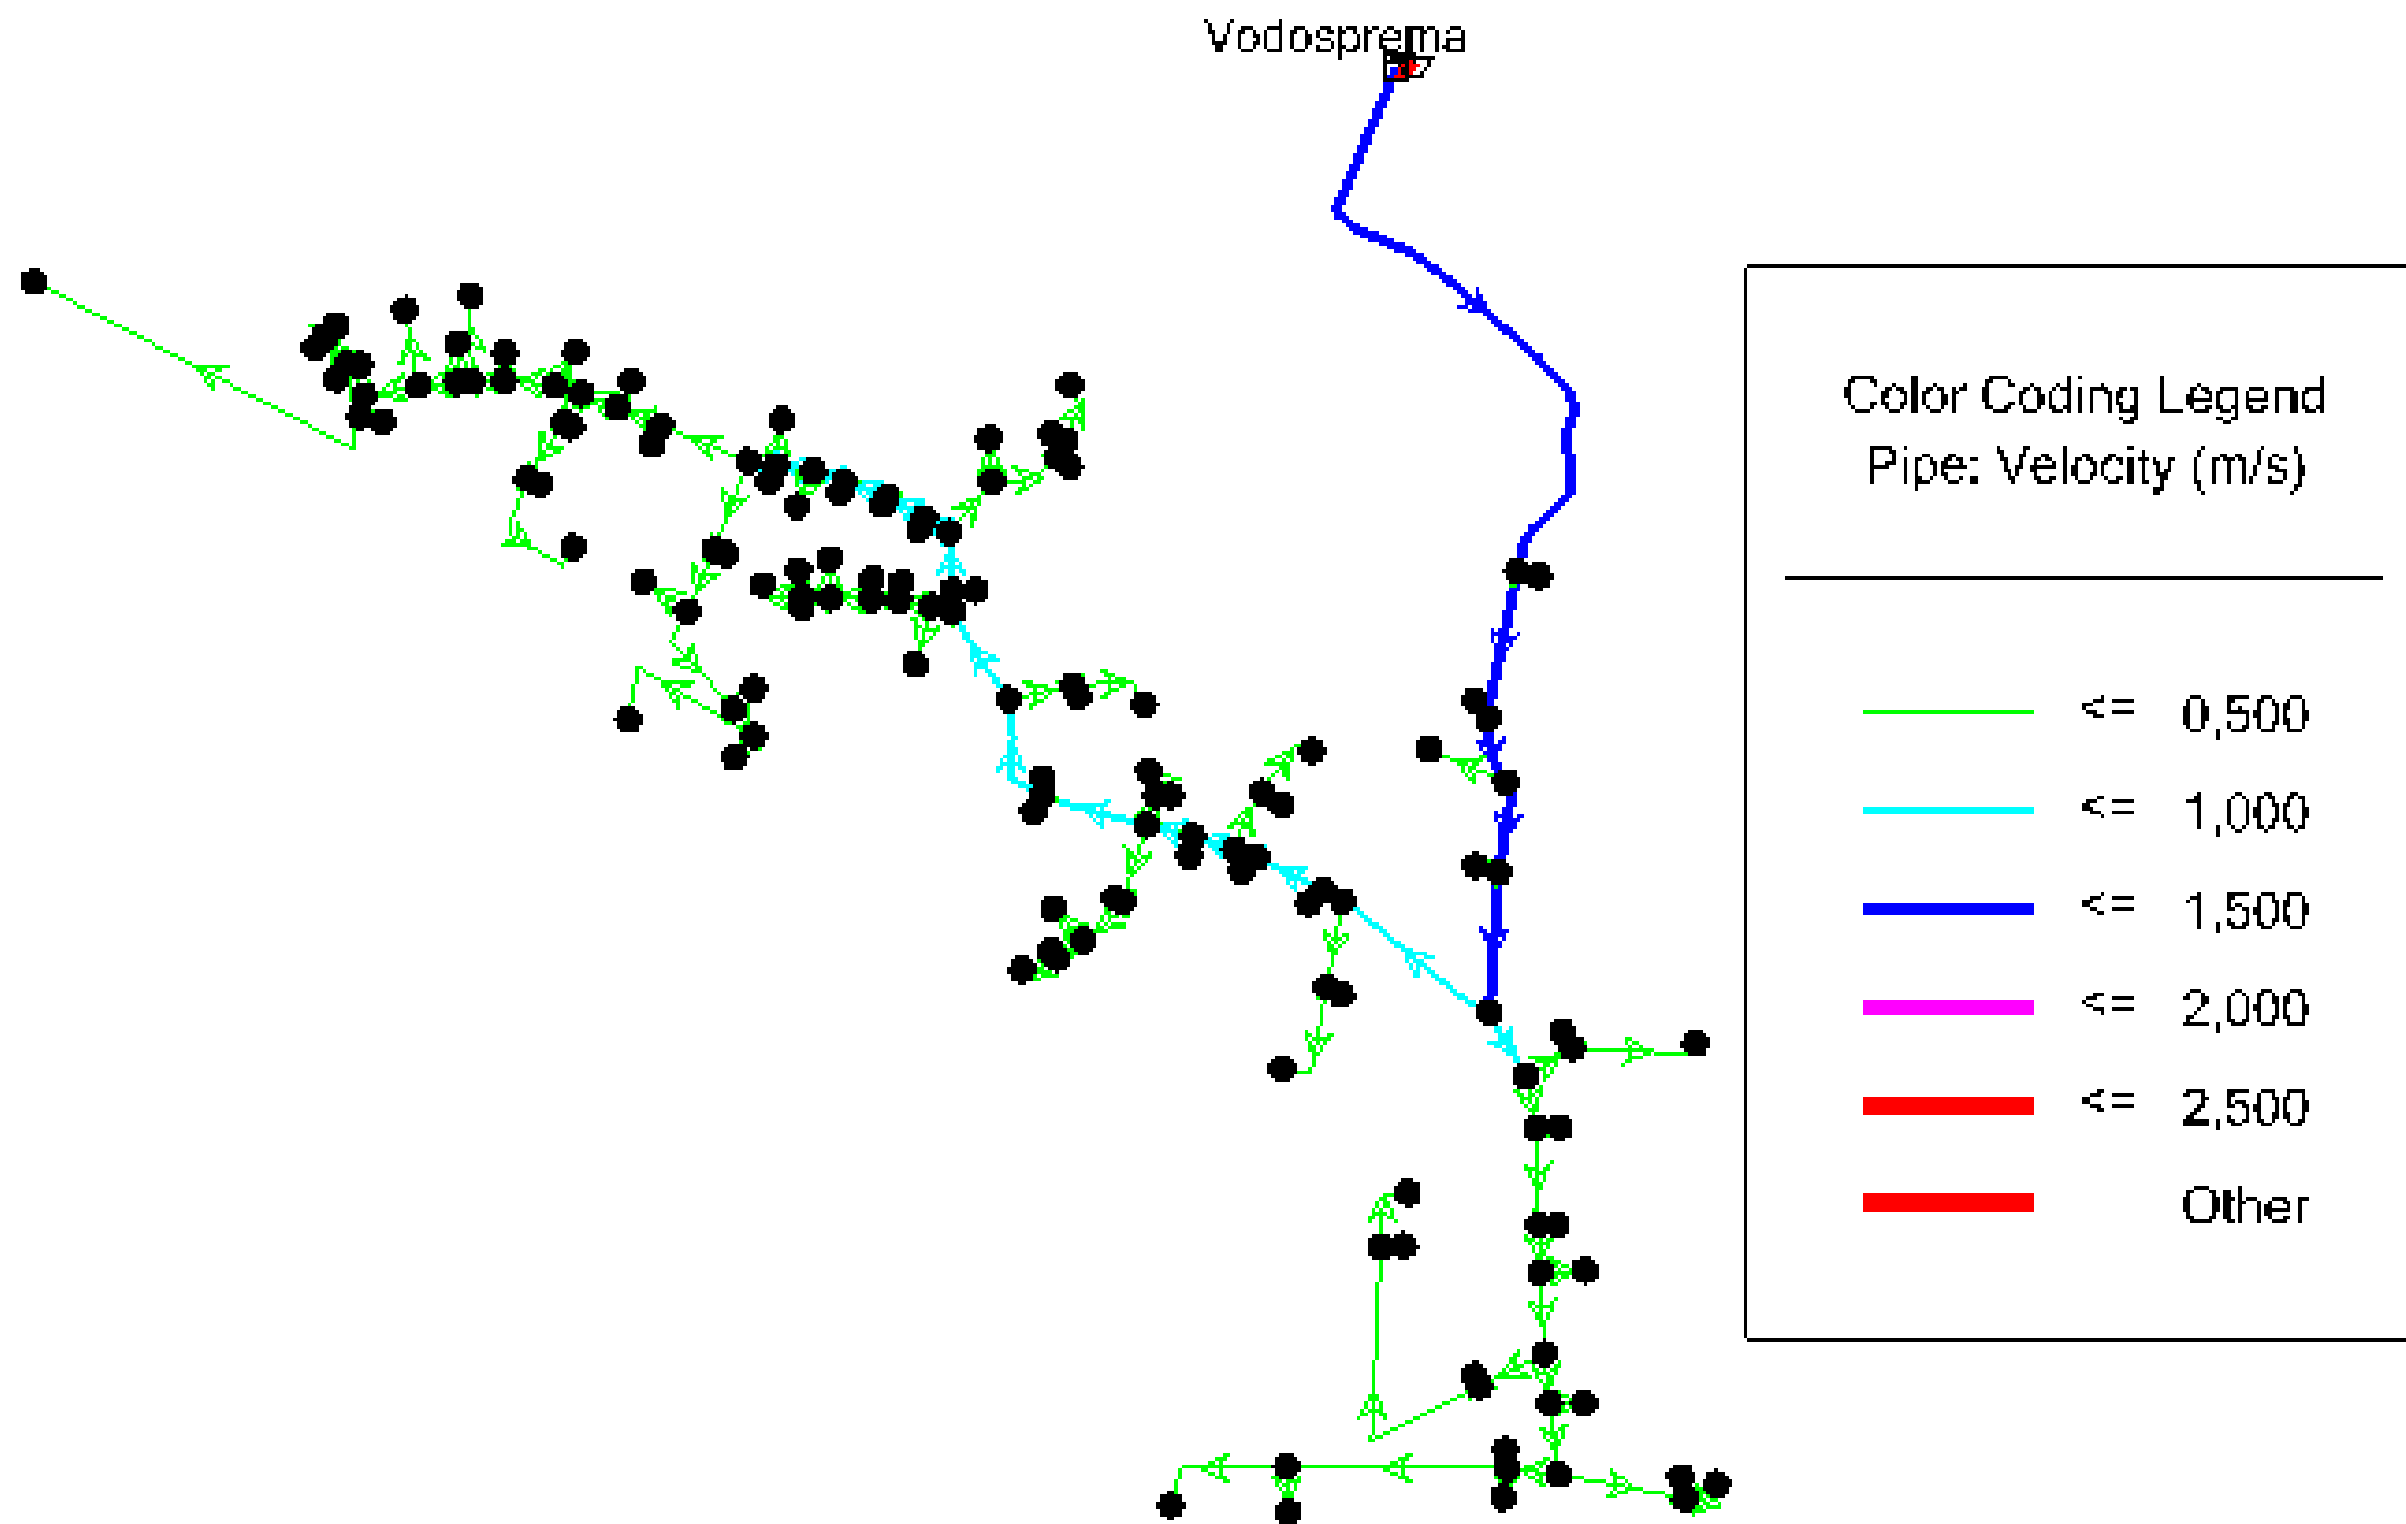 Vodosprema
Color Coding Legend
Pipe: Velocity (m/s)
<= 0,500
<= 1,000
<= 1,500
<= 2,000
<= 2,500
Other